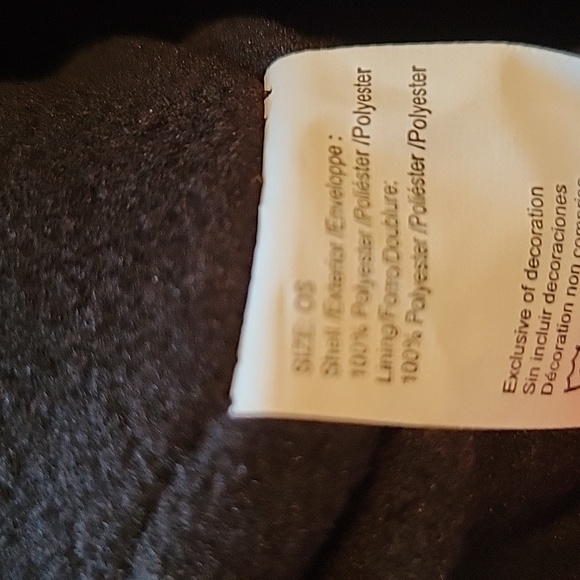 SIZE: OS
Shell /Exterior /Enveloppe :
100% Polyester /Poliéster /Polyester
Lining/Forro/Doublure:
100% Polyester /Poliéster /Polyester
Exclusive of decoration
Sin incluir decoraciones
Décoration non comprise